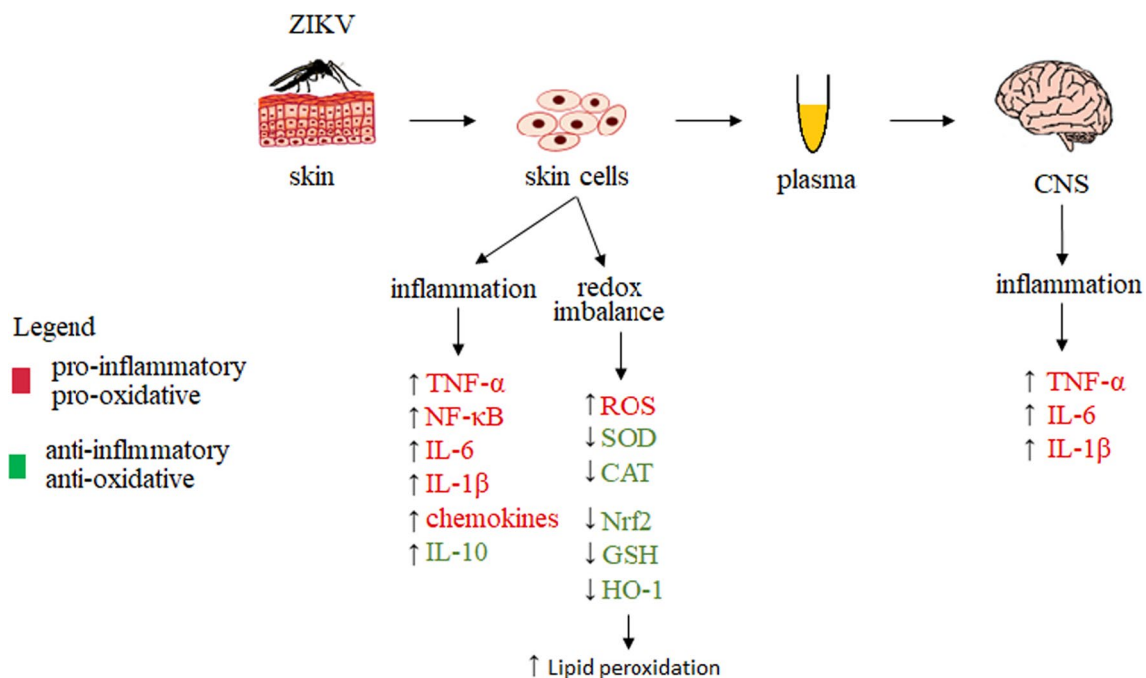 ZIKV
skin
skin cells
plasma
CNS
inflammation
redox
imbalance
inflammation
Legend
pro-inflammatory
pro-oxidative
anti-inflmmatory
anti-oxidative
↑ TNF-α
↑ NF-κB
↑ IL-6
↑ IL-1β
↑ chemokines
↑ IL-10
↑ ROS
↓ SOD
↓ CAT
↓ Nrf2
↓ GSH
↓ HO-1
↑ Lipid peroxidation
↑ TNF-α
↑ IL-6
↑ IL-1β